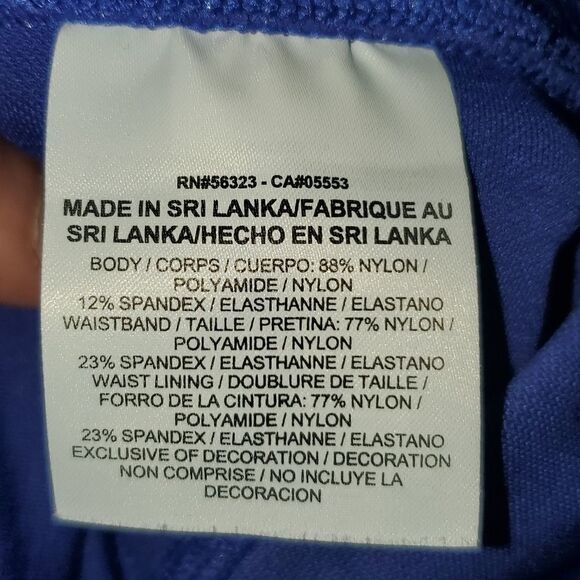 RN#56323 - CA#05553
MADE IN SRI LANKA/FABRIQUE AU
SRI LANKA/HECHO EN SRI LANKA
BODY / CORPS / CUERPO: 88% NYLON /
POLYAMIDE / NYLON
12% SPANDEX / ELASTHANNE / ELASTANO
WAISTBAND / TAILLE / PRETINA: 77% NYLON /
POLYAMIDE / NYLON
23% SPANDEX / ELASTHANNE / ELASTANO
WAIST LINING / DOUBLURE DE TAILLE /
FORRO DE LA CINTURA: 77% NYLON /
POLYAMIDE / NYLON
23% SPANDEX / ELASTHANNE / ELASTANO
EXCLUSIVE OF DECORATION / DECORATION
NON COMPRISE / NO INCLUYE LA
DECORACION